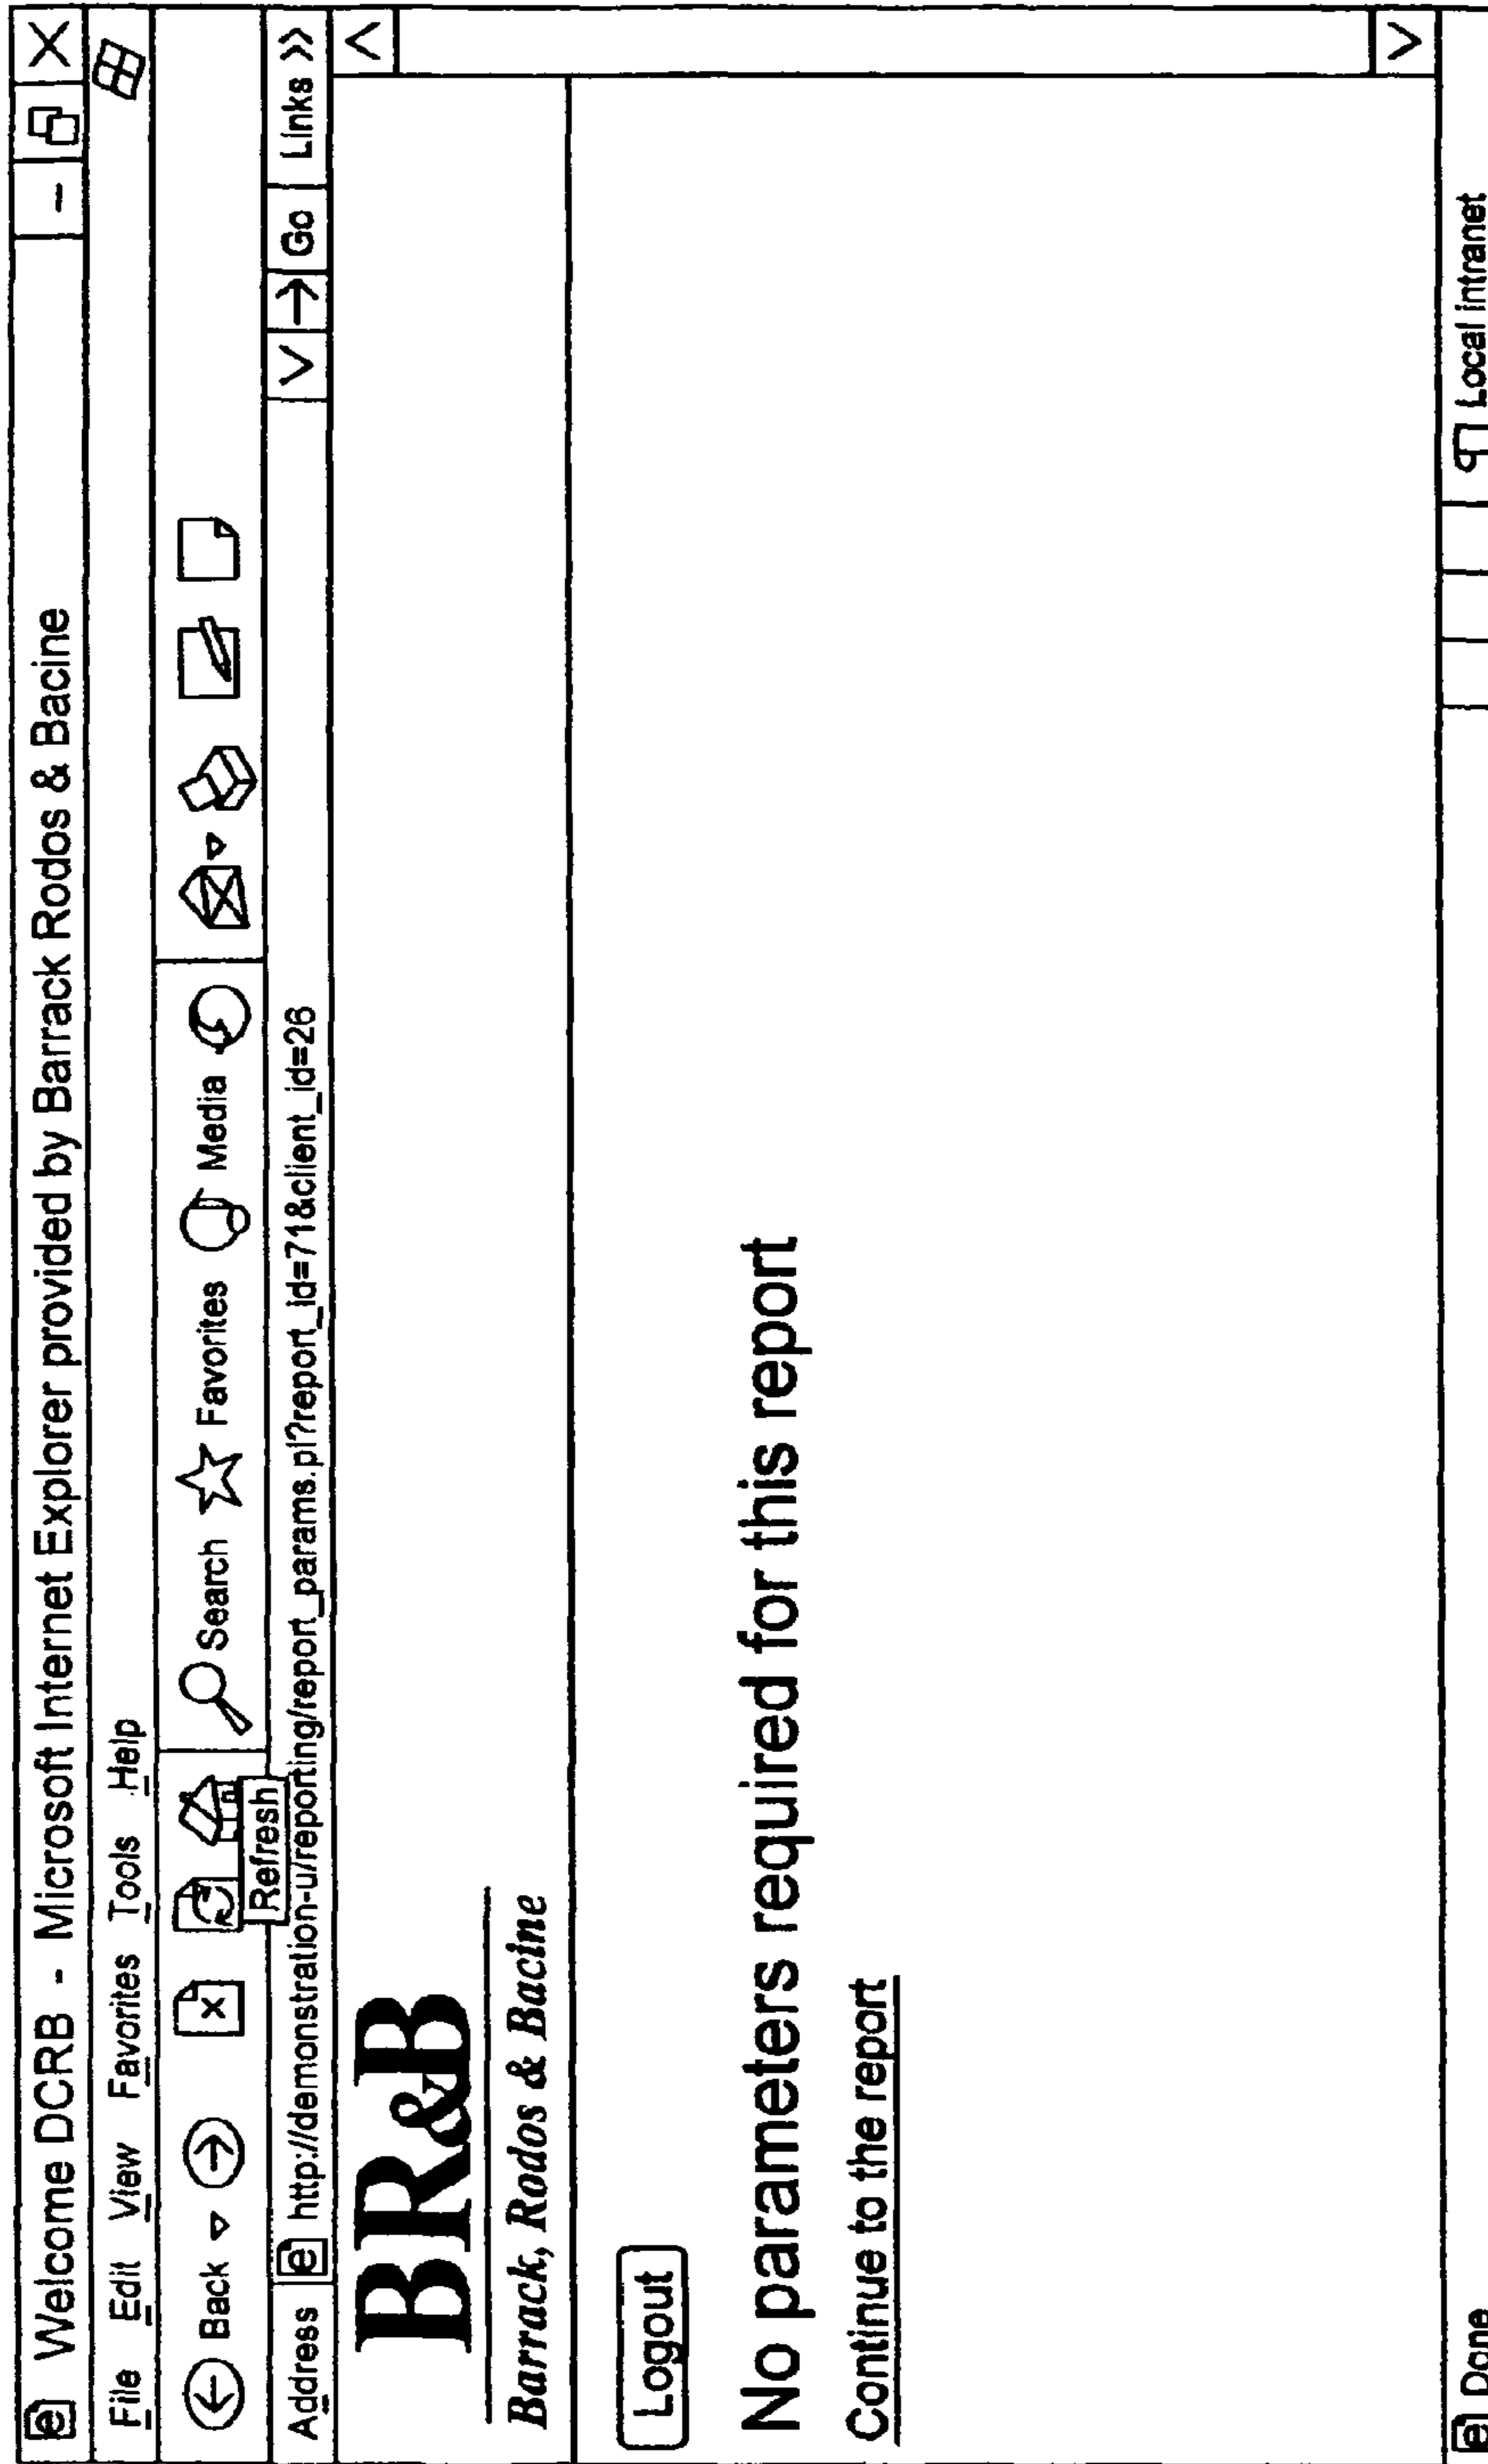 Welcome DCRB - Microsoft Internet Explorer provided by Barrack Rodos & Bacine
File Edit View Favorites Tools Help
Back Search Favorites Media
Refresh
Address http://demonstration-u/reporting/report_params.pl?report_id=71&client_id=26 Go Links >>
BR&B
Barrack, Rodos & Bacine
Logout
No parameters required for this report
Continue to the report
Done Local intranet